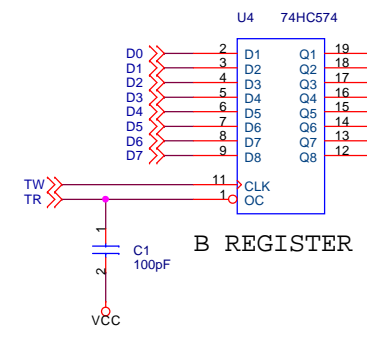 U4 74HC574
D0 2 D1 Q1 19
D1 3 D2 Q2 18
D2 4 D3 Q3 17
D3 5 D4 Q4 16
D4 6 D5 Q5 15
D5 7 D6 Q6 14
D6 8 D7 Q7 13
D7 9 D8 Q8 12
TW 11 CLK
TR 1 OC
B REGISTER
1
C1
100pF
2
VCC